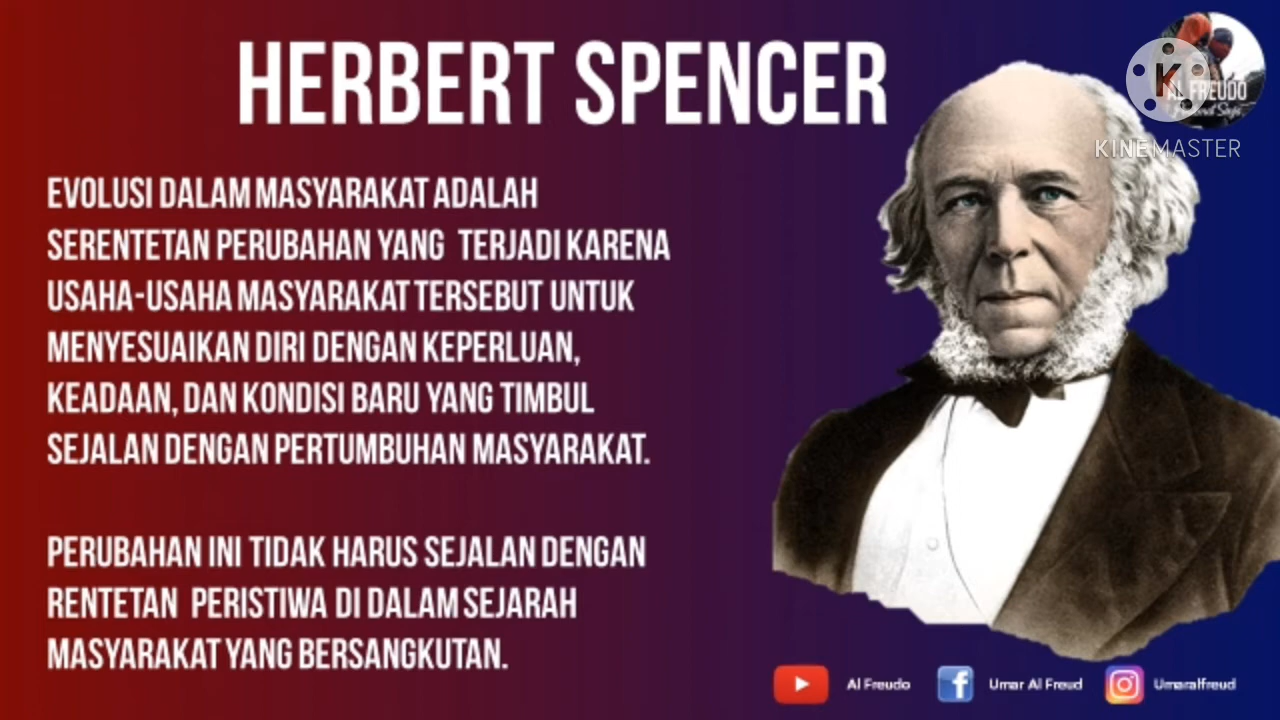 HERBERT SPENCER
EVOLUSI DALAM MASYARAKAT ADALAH
SERENTETAN PERUBAHAN YANG TERJADI KARENA
USAHA-USAHA MASYARAKAT TERSEBUT UNTUK
MENYESUAIKAN DIRI DENGAN KEPERLUAN,
KEADAAN, DAN KONDISI BARU YANG TIMBUL
SEJALAN DENGAN PERTUMBUHAN MASYARAKAT.
PERUBAHAN INI TIDAK HARUS SEJALAN DENGAN
RENTETAN PERISTIWA DI DALAM SEJARAH
MASYARAKAT YANG BERSANGKUTAN.
K
AL FREUDO
KINEMASTER
Al Freudo
Umar Al Freud
Umaralfreud